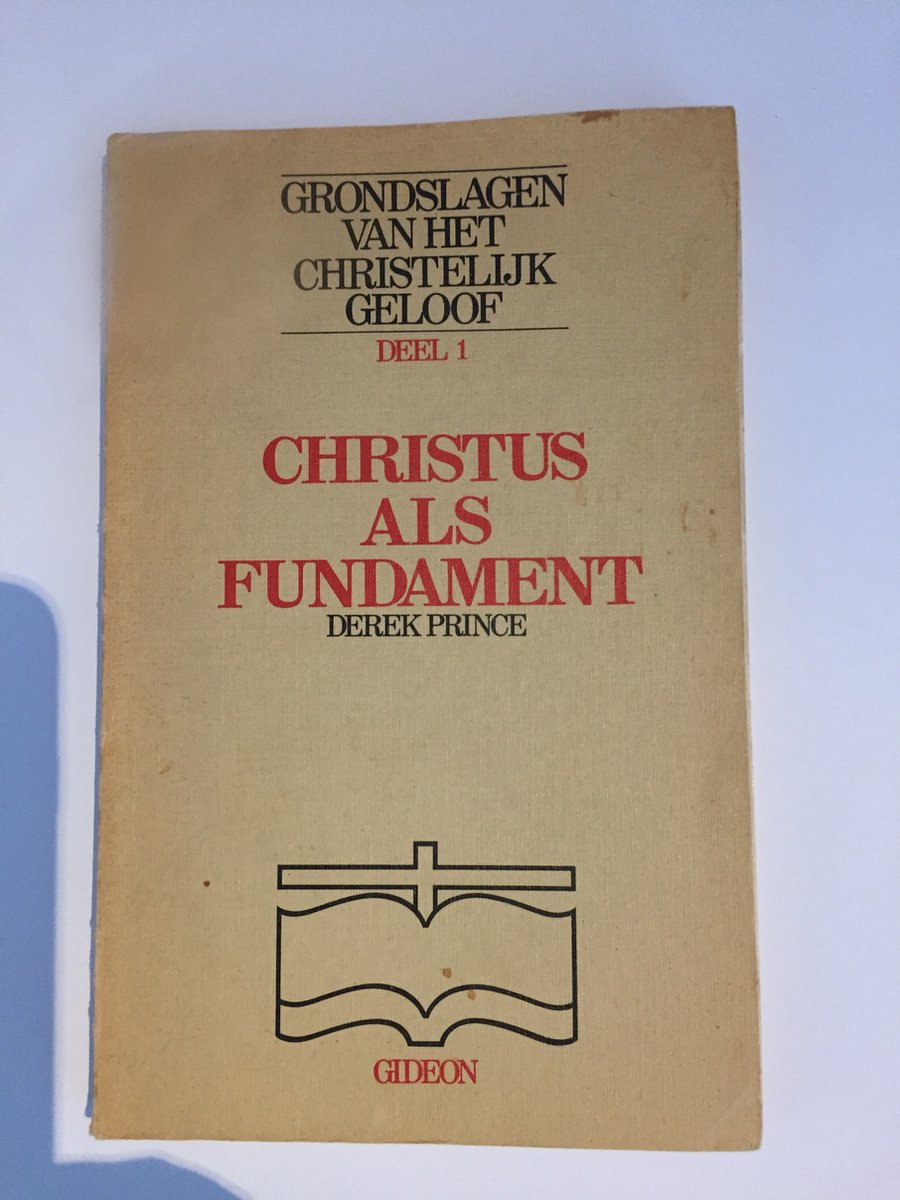 GRONDSLAGEN
VAN HET
CHRISTELIJK
GELOOF
DEEL 1
CHRISTUS
ALS
FUNDAMENT
DEREK PRINCE
GIDEON